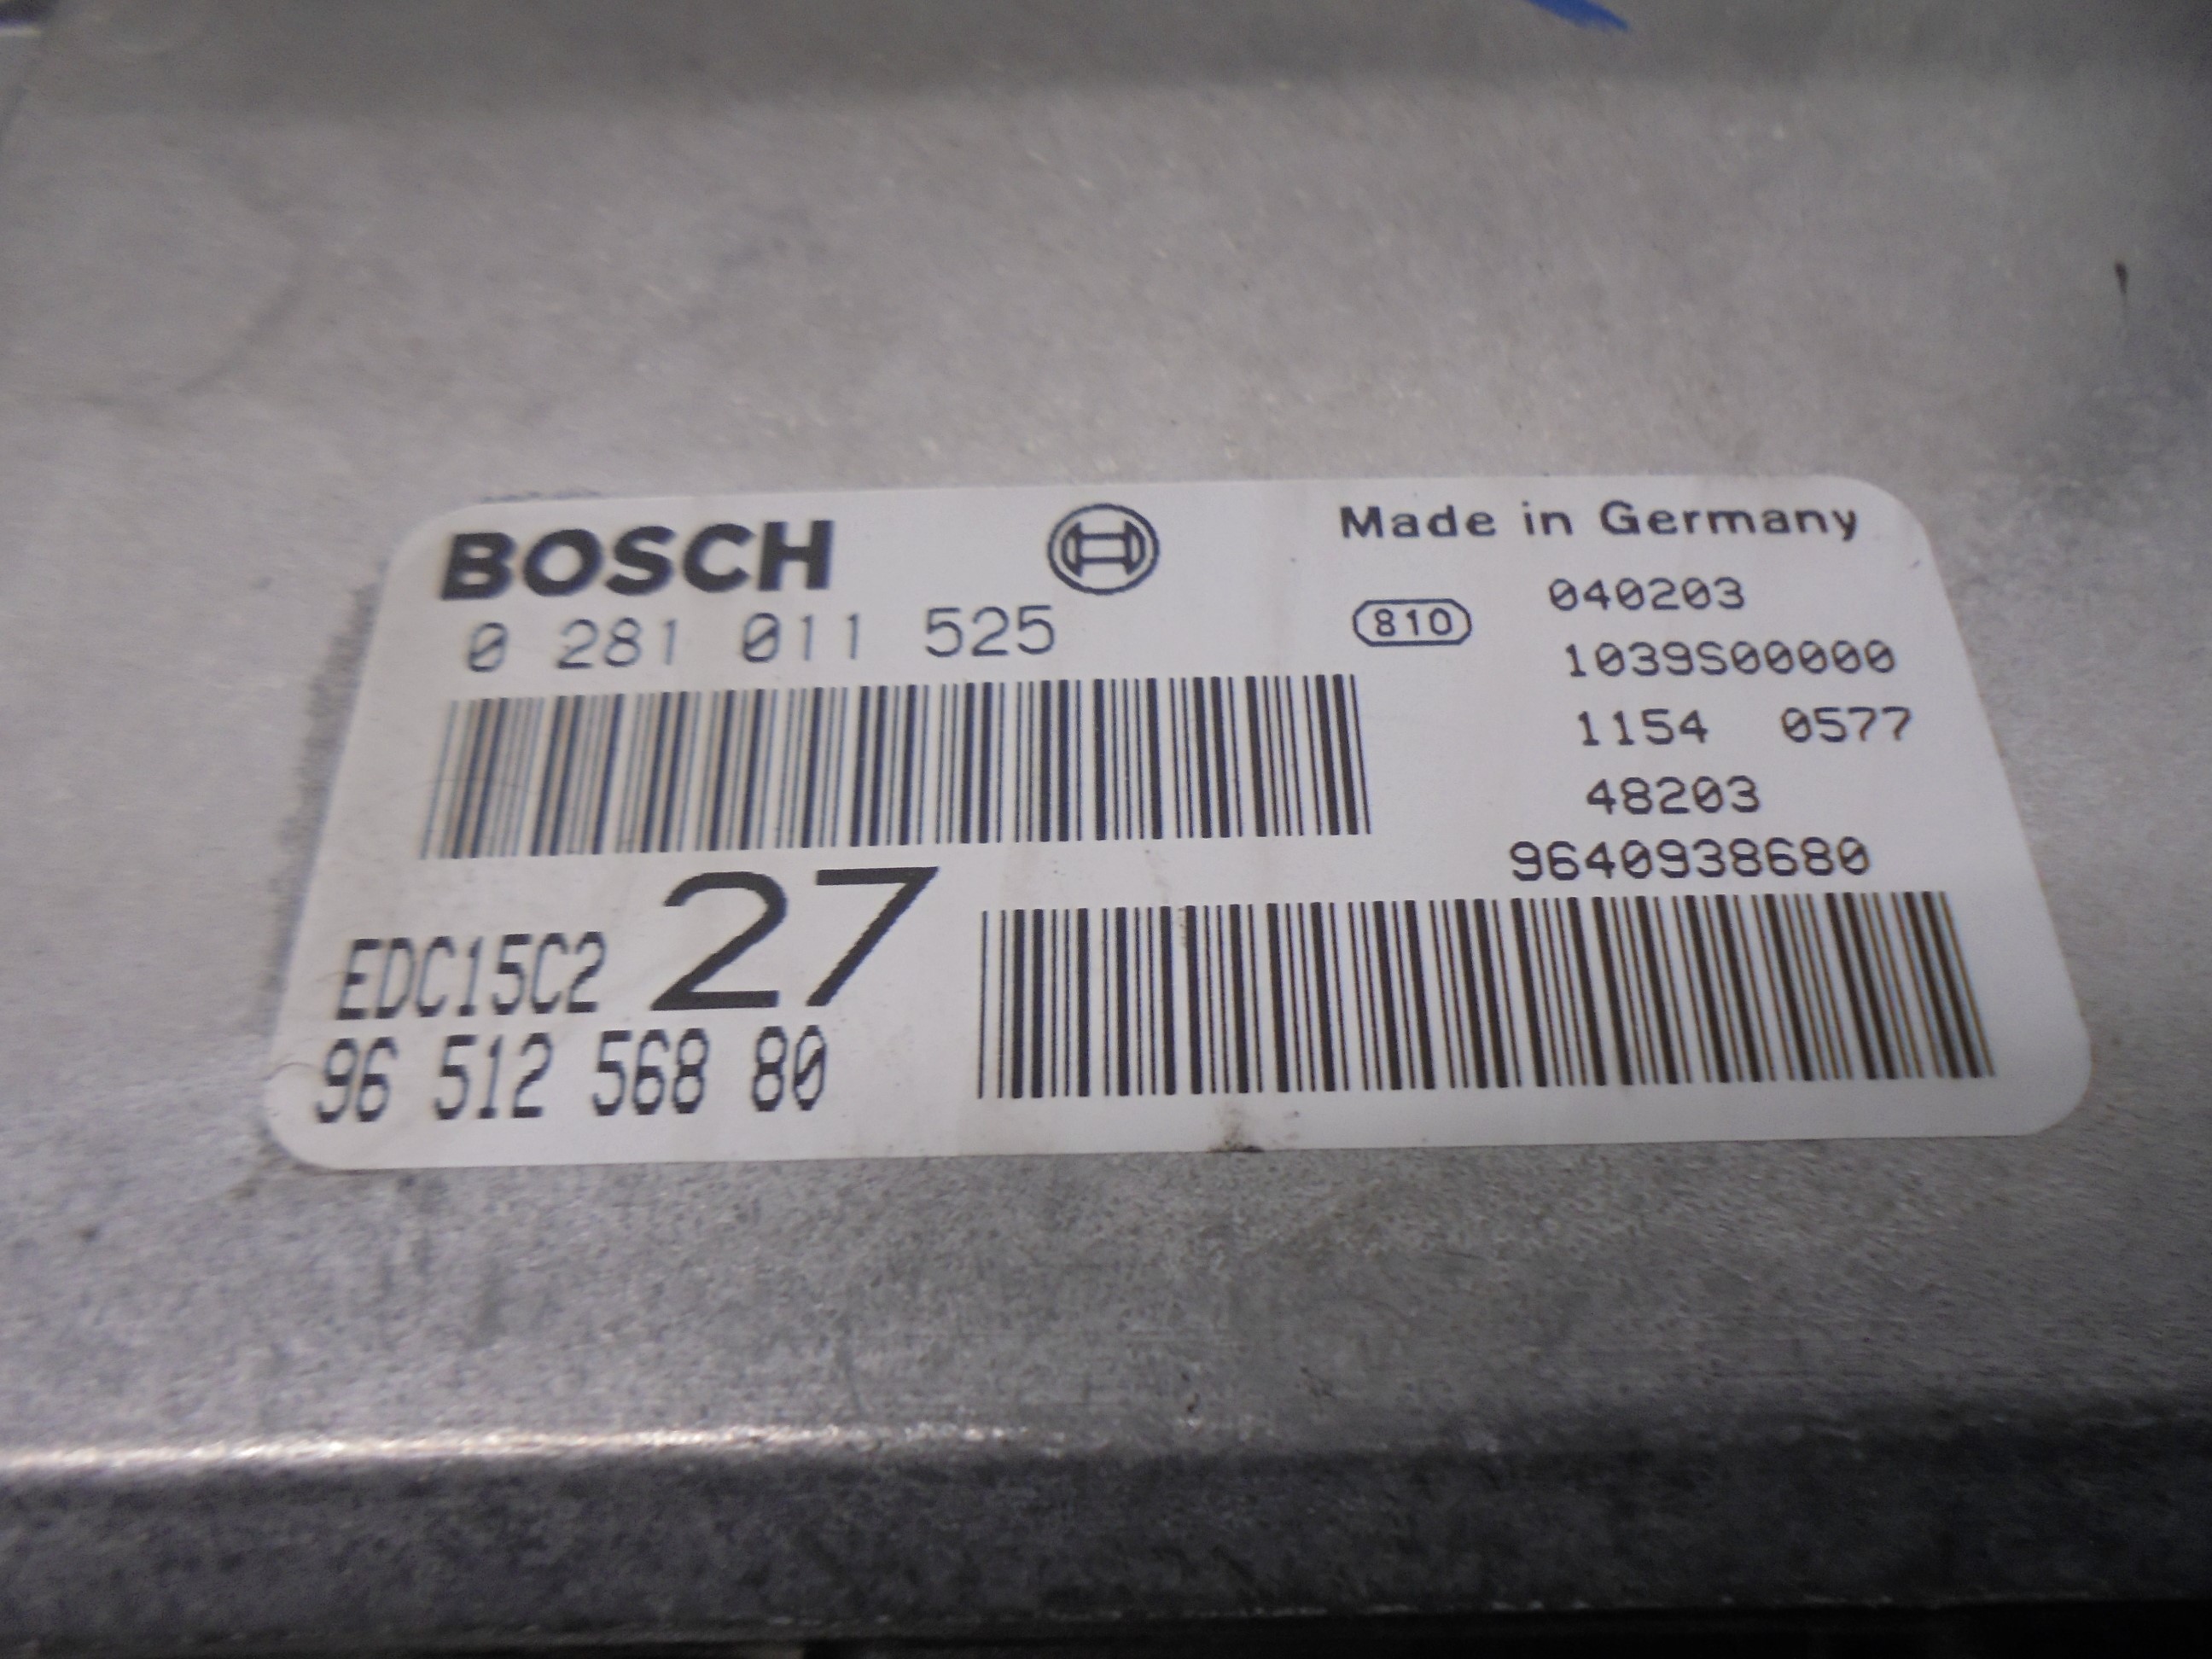 BOSCH
Made in Germany
0 281 011 525
810
040203
1039S00000
1154 0577
48203
9640938680
EDC15C2 27
96 512 568 80